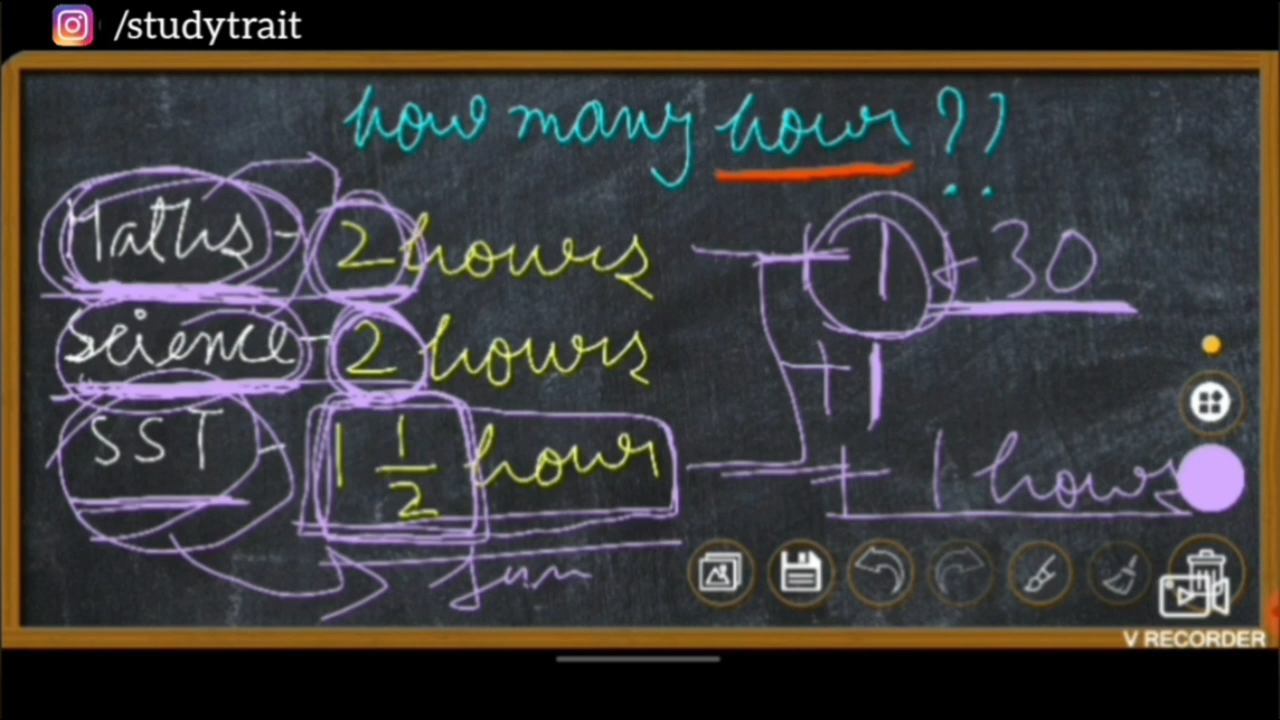 /studytrait
how many hour ??
Maths - 2 hours
1 - 30
Science - 2 hours
+ 1
SST - 1 1/2 hour
+ 1 hours
V RECORDER